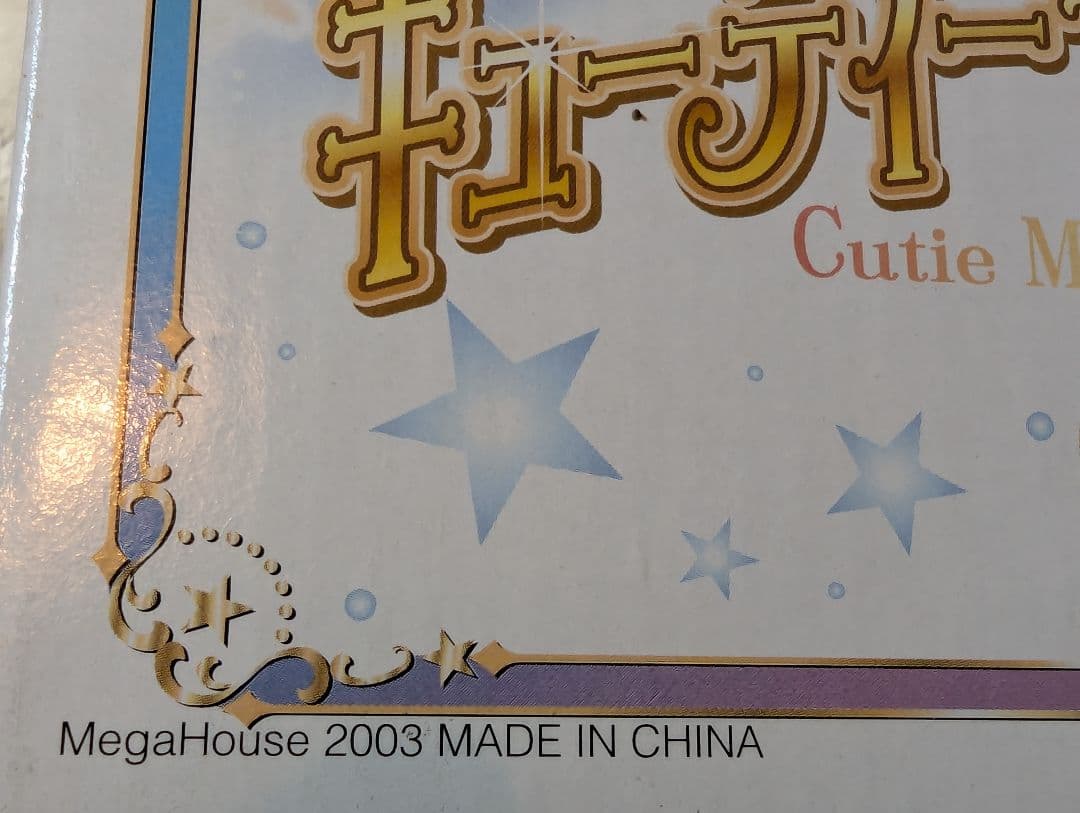 キューティー
Cutie M
MegaHouse 2003 MADE IN CHINA